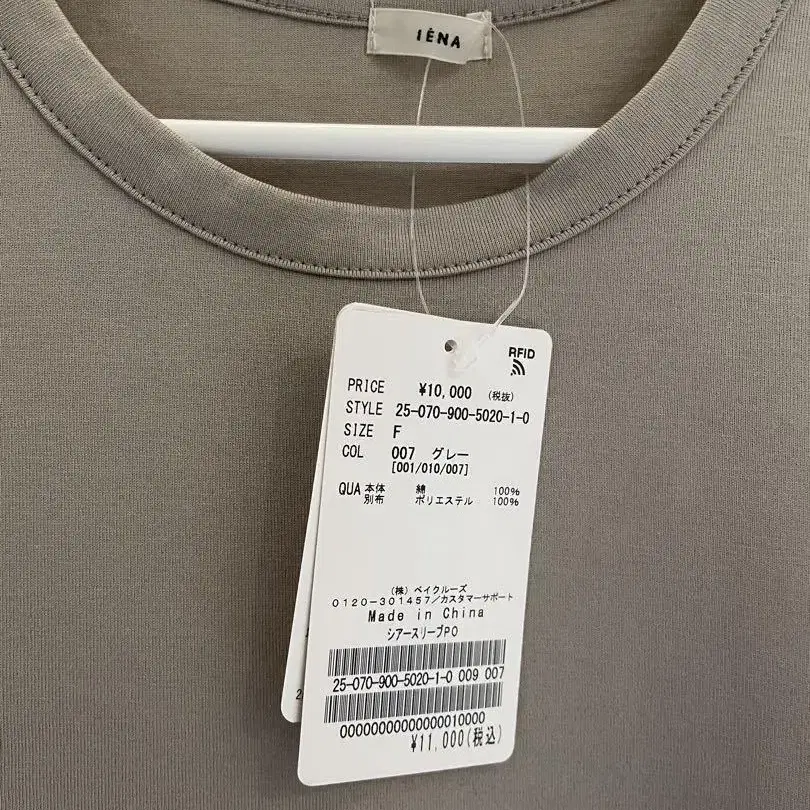 IÉNA
RFID
PRICE ¥10,000 (税抜)
STYLE 25-070-900-5020-1-0
SIZE F
COL 007 グレー
[001/010/007]
QUA 本体 綿 100%
別布 ポリエステル 100%
(株) ベイクルーズ
0120-301457/カスタマーサポート
Made in China
シアースリーブPO
25-070-900-5020-1-0 009 007
00000000000000010000
¥11,000(税込)
2